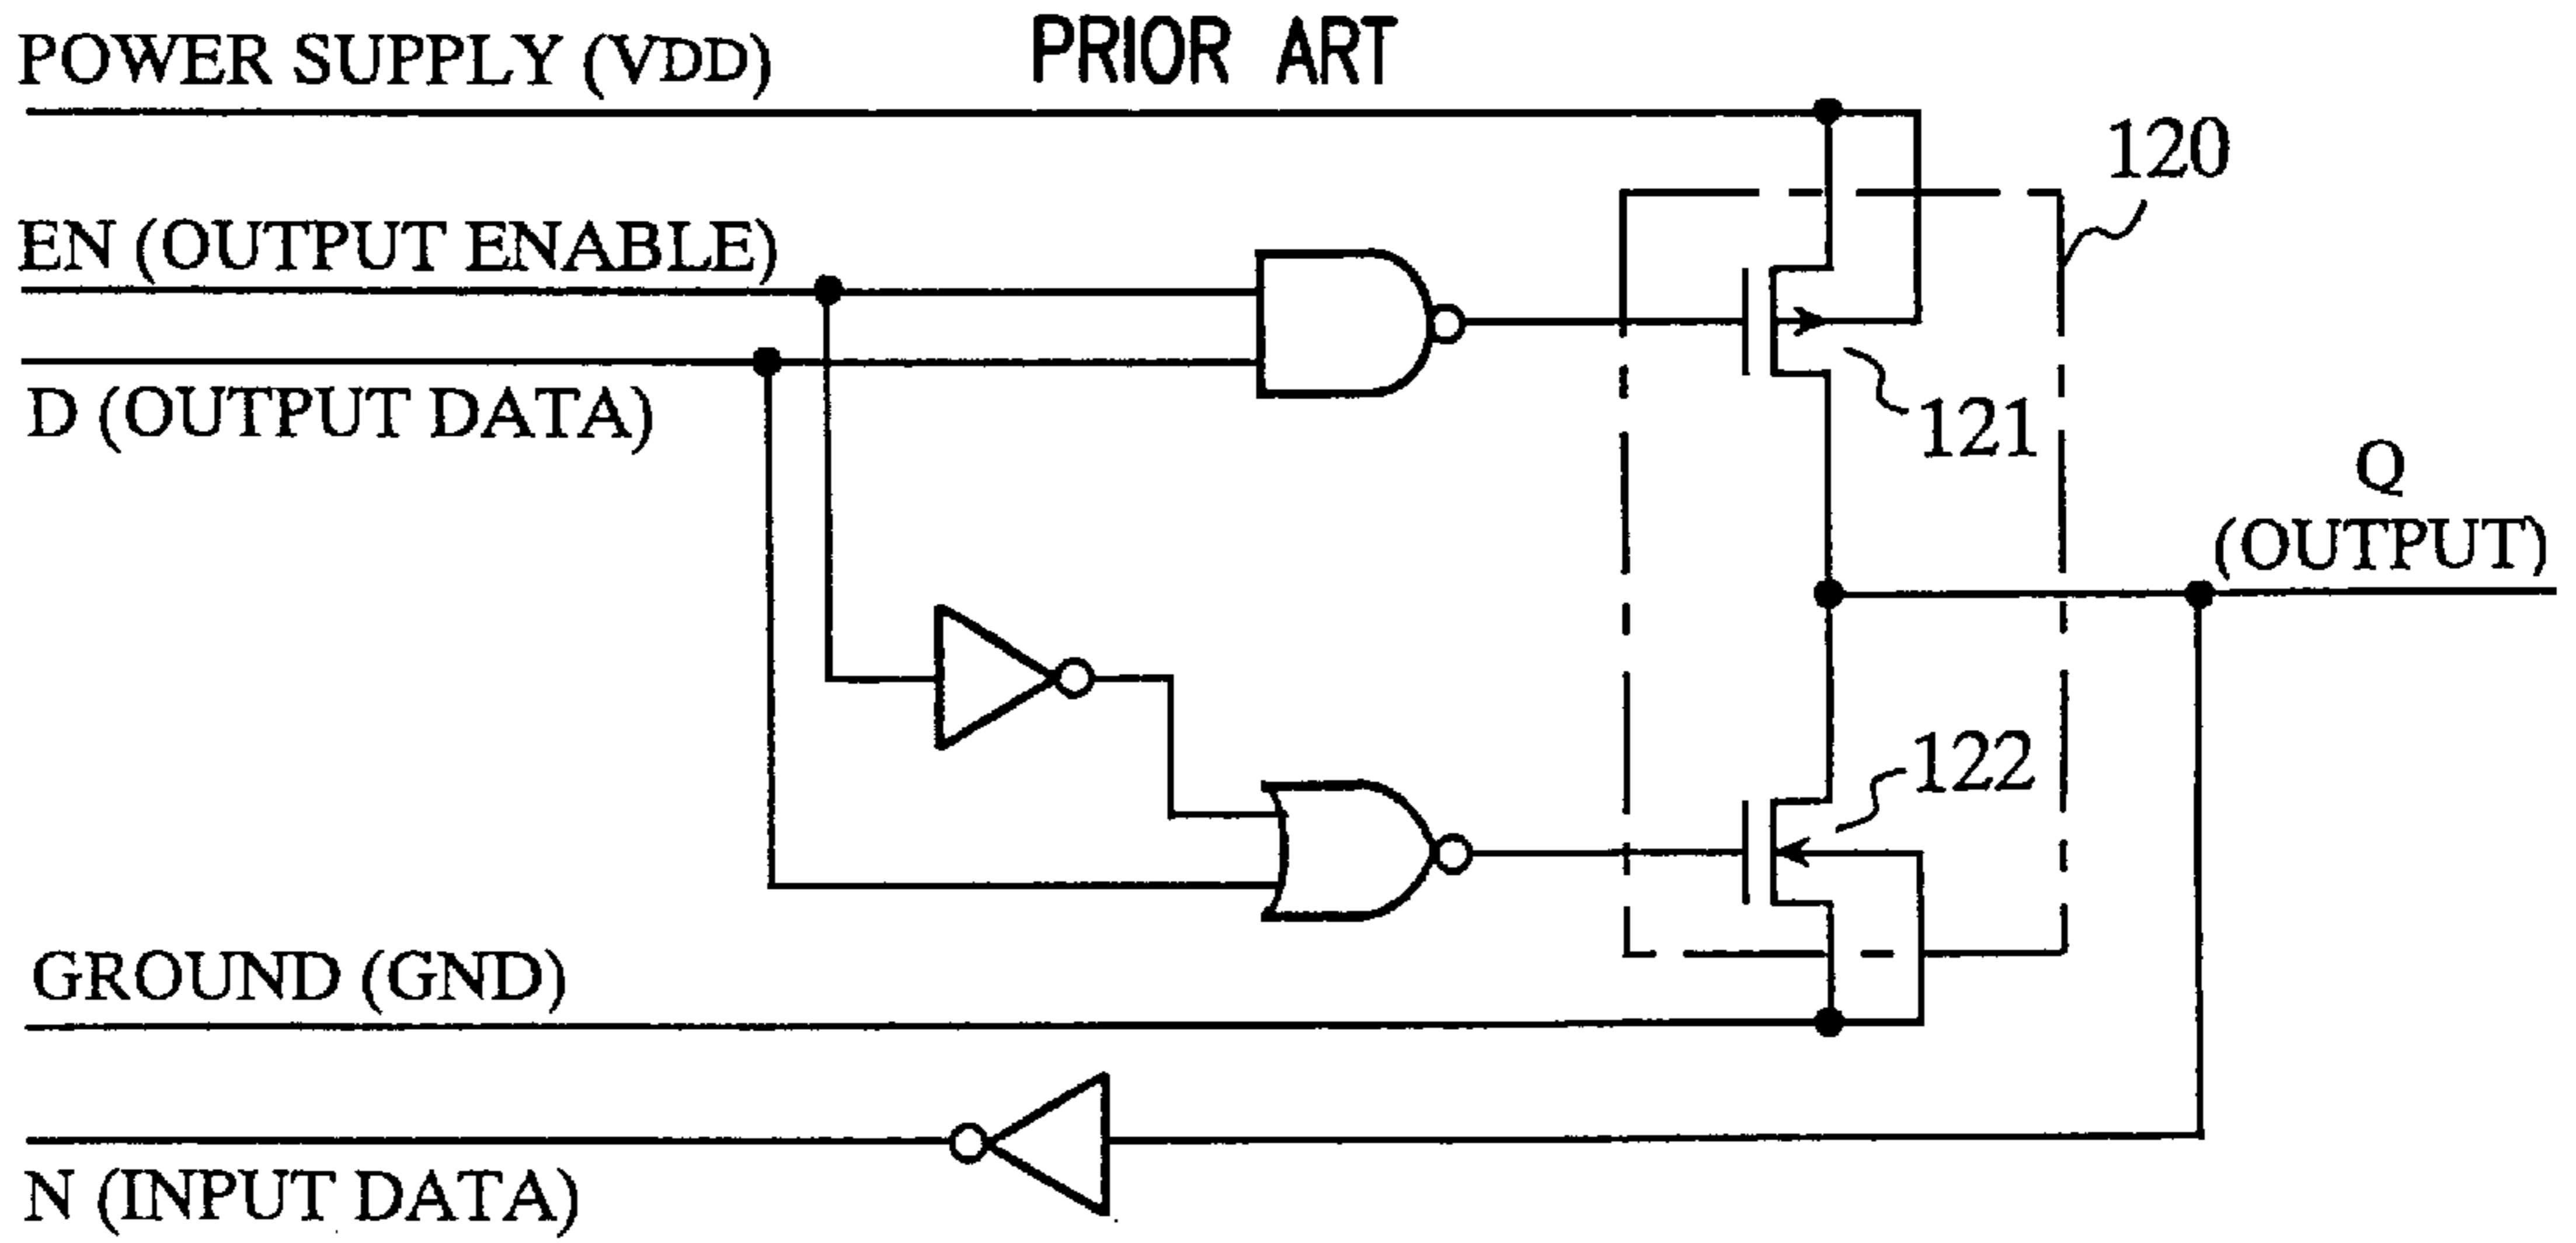 PRIOR ART
POWER SUPPLY (VDD)
120
EN (OUTPUT ENABLE)
D (OUTPUT DATA)
121
Q
(OUTPUT)
122
GROUND (GND)
N (INPUT DATA)